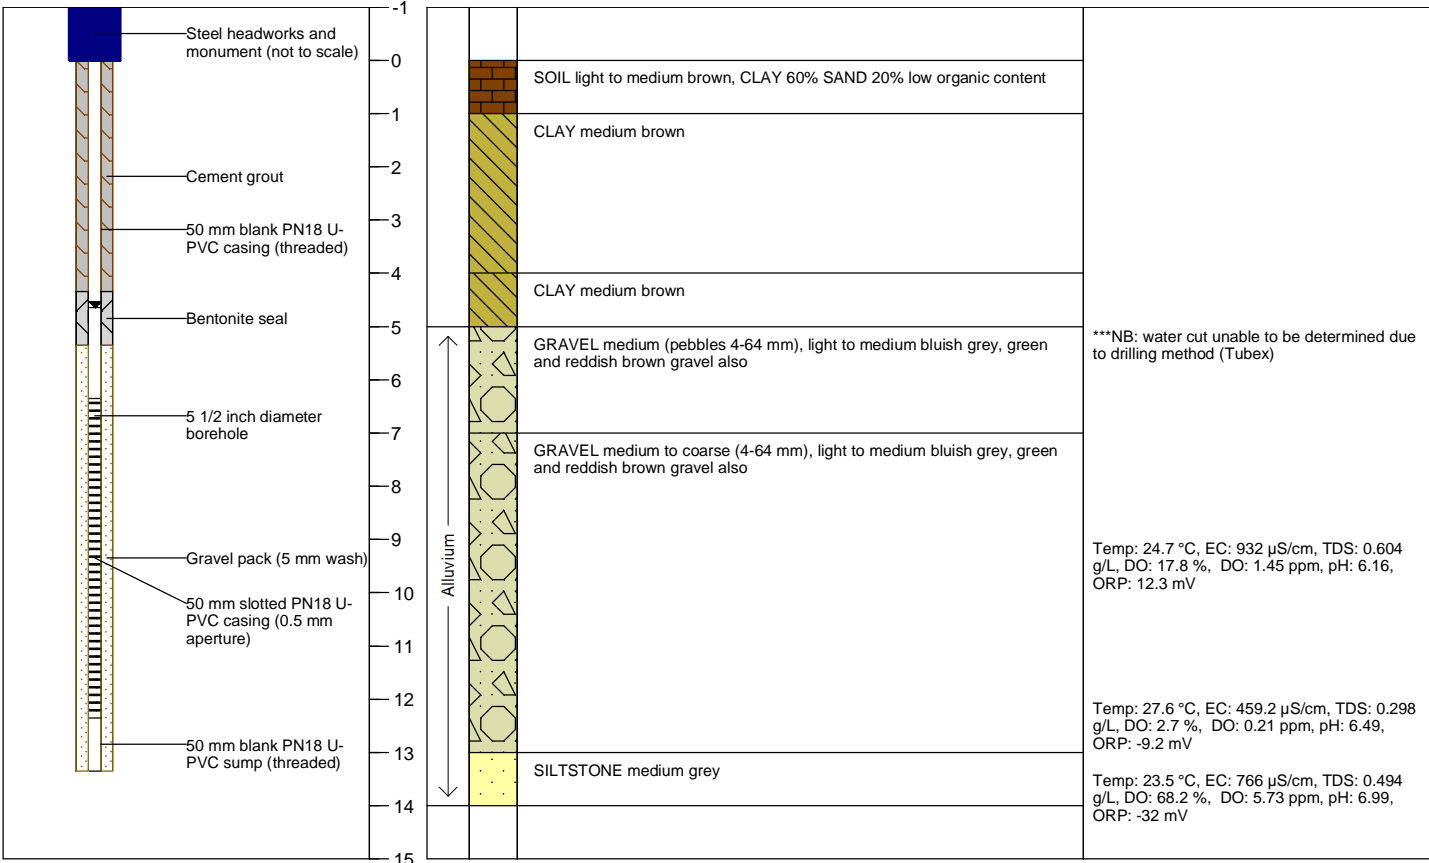 Steel headworks and
monument (not to scale)
Cement grout
50 mm blank PN18 U-
PVC casing (threaded)
Bentonite seal
5 1/2 inch diameter
borehole
Gravel pack (5 mm wash)
50 mm slotted PN18 U-
PVC casing (0.5 mm
aperture)
50 mm blank PN18 U-
PVC sump (threaded)
-1
0
1
2
3
4
5
6
7
8
9
10
11
12
13
14
15
Alluvium
SOIL light to medium brown, CLAY 60% SAND 20% low organic content
CLAY medium brown
CLAY medium brown
GRAVEL medium (pebbles 4-64 mm), light to medium bluish grey, green
and reddish brown gravel also
GRAVEL medium to coarse (4-64 mm), light to medium bluish grey, green
and reddish brown gravel also
SILTSTONE medium grey
***NB: water cut unable to be determined due
to drilling method (Tubex)
Temp: 24.7 °C, EC: 932 µS/cm, TDS: 0.604
g/L, DO: 17.8 %, DO: 1.45 ppm, pH: 6.16,
ORP: 12.3 mV
Temp: 27.6 °C, EC: 459.2 µS/cm, TDS: 0.298
g/L, DO: 2.7 %, DO: 0.21 ppm, pH: 6.49,
ORP: -9.2 mV
Temp: 23.5 °C, EC: 766 µS/cm, TDS: 0.494
g/L, DO: 68.2 %, DO: 5.73 ppm, pH: 6.99,
ORP: -32 mV